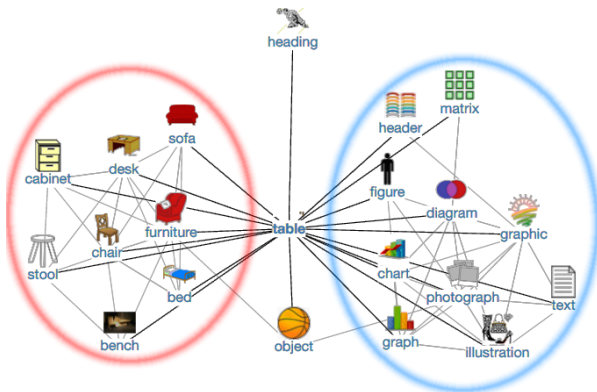 heading
matrix
header
sofa
desk
cabinet
figure
diagram
furniture
table
graphic
chair
stool
chart
bed
photograph
text
bench
object
graph
illustration